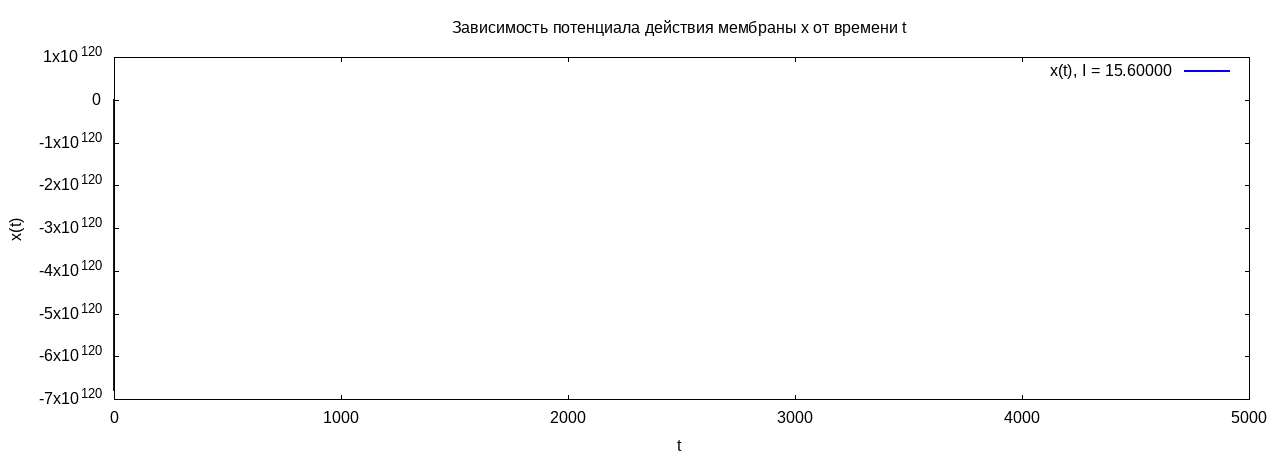 Зависимость потенциала действия мембраны x от времени t
x(t), I = 15.60000
1x10^120
0
-1x10^120
-2x10^120
-3x10^120
-4x10^120
-5x10^120
-6x10^120
-7x10^120
x(t)
0 1000 2000 3000 4000 5000
t